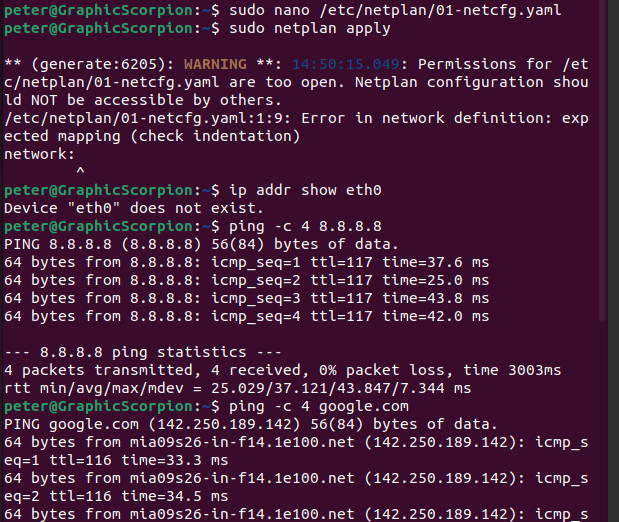 peter@GraphicScorpion:~$ sudo nano /etc/netplan/01-netcfg.yaml
peter@GraphicScorpion:~$ sudo netplan apply
** (generate:6205): WARNING **: 14:50:15.049: Permissions for /et
c/netplan/01-netcfg.yaml are too open. Netplan configuration shou
ld NOT be accessible by others.
/etc/netplan/01-netcfg.yaml:1:9: Error in network definition: exp
ected mapping (check indentation)
network:
        ^
peter@GraphicScorpion:~$ ip addr show eth0
Device "eth0" does not exist.
peter@GraphicScorpion:~$ ping -c 4 8.8.8.8
PING 8.8.8.8 (8.8.8.8) 56(84) bytes of data.
64 bytes from 8.8.8.8: icmp_seq=1 ttl=117 time=37.6 ms
64 bytes from 8.8.8.8: icmp_seq=2 ttl=117 time=25.0 ms
64 bytes from 8.8.8.8: icmp_seq=3 ttl=117 time=43.8 ms
64 bytes from 8.8.8.8: icmp_seq=4 ttl=117 time=42.0 ms
--- 8.8.8.8 ping statistics ---
4 packets transmitted, 4 received, 0% packet loss, time 3003ms
rtt min/avg/max/mdev = 25.029/37.121/43.847/7.344 ms
peter@GraphicScorpion:~$ ping -c 4 google.com
PING google.com (142.250.189.142) 56(84) bytes of data.
64 bytes from mia09s26-in-f14.1e100.net (142.250.189.142): icmp_s
eq=1 ttl=116 time=33.3 ms
64 bytes from mia09s26-in-f14.1e100.net (142.250.189.142): icmp_s
eq=2 ttl=116 time=34.5 ms
64 bytes from mia09s26-in-f14.1e100.net (142.250.189.142): icmp_s